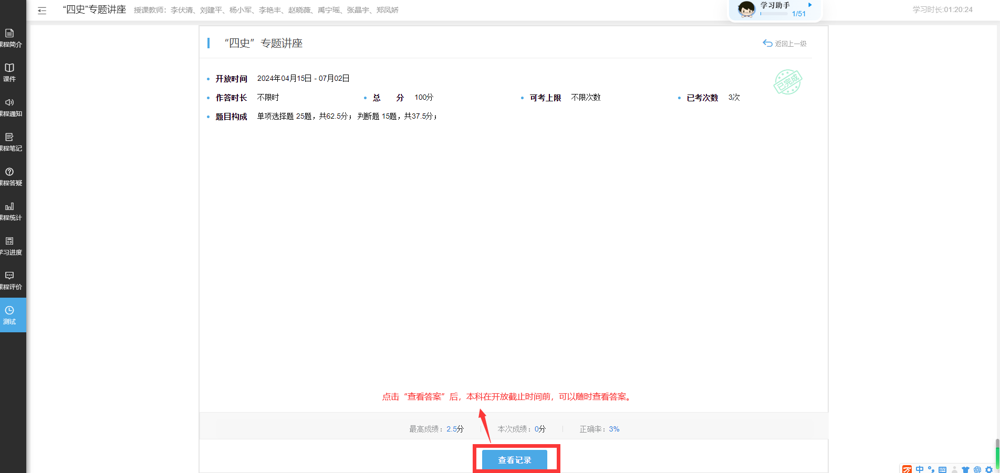 “四史”专题讲座 授课教师：李伏清、刘建平、杨小军、李艳丰、赵晓薇、禹宁瑶、张晶宇、郑凤娇
学习助手
1/51
学习时长:01:20:24
课程简介
课件
课程通知
课程笔记
课程答疑
课程统计
学习进度
课程评价
测试
“四史”专题讲座
返回上一级
开放时间 2024年04月15日 - 07月02日
已完成
作答时长 不限时 总 分 100分 可考上限 不限次数 已考次数 3次
题目构成 单项选择题 25题，共62.5分； 判断题 15题，共37.5分；
点击“查看答案”后，本科在开放截止时间前，可以随时查看答案。
最高成绩：2.5分 本次成绩：0分 正确率：3%
查看记录
中